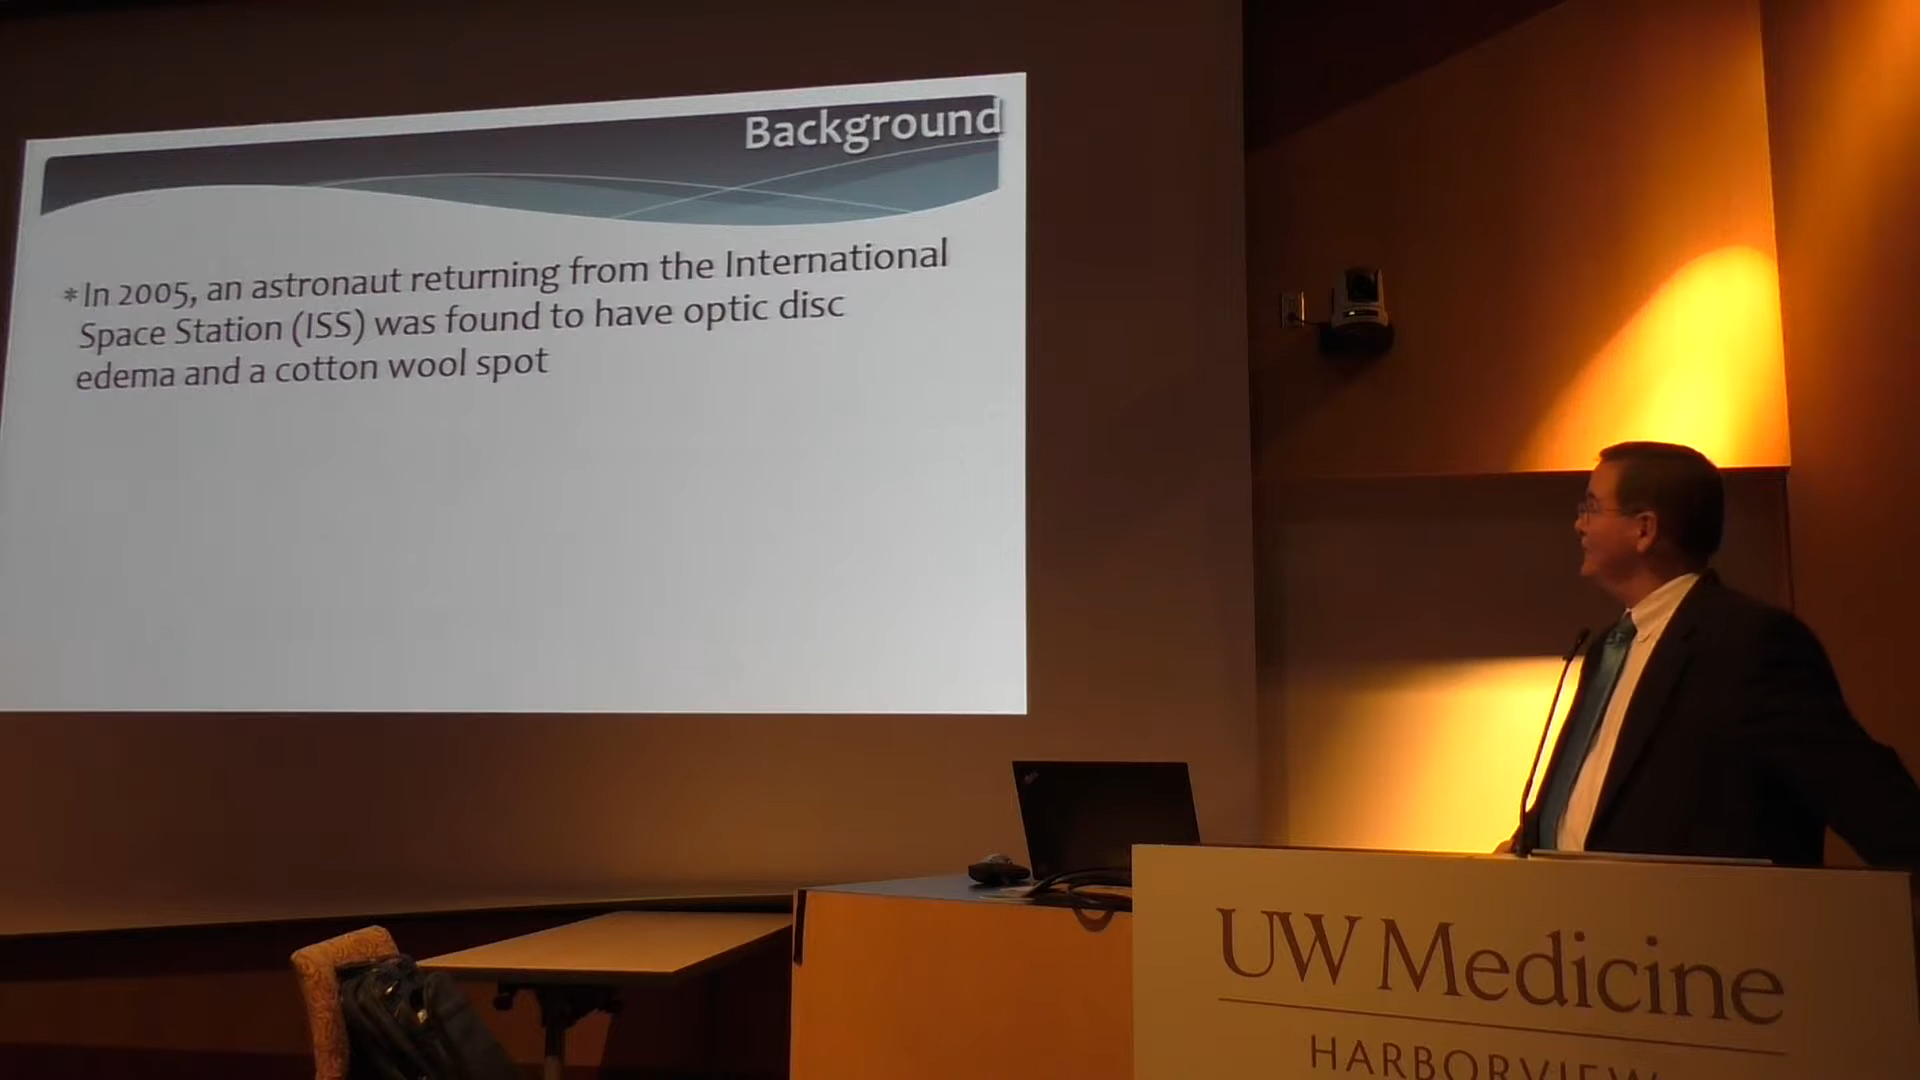 Background
*In 2005, an astronaut returning from the International
Space Station (ISS) was found to have optic disc
edema and a cotton wool spot
UW Medicine
HARBORVIEW